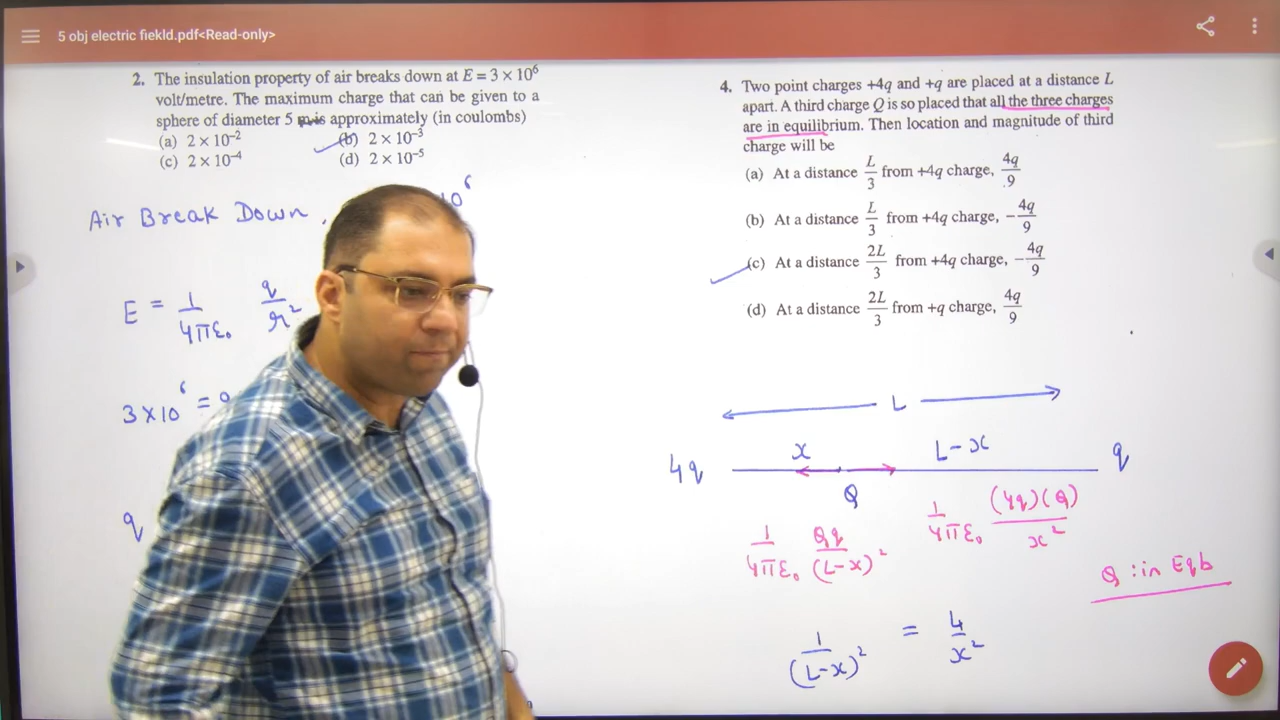 5 obj electric fiekld.pdf<Read-only>
2. The insulation property of air breaks down at E = 3 × 10⁶
volt/metre. The maximum charge that can be given to a
sphere of diameter 5 m is approximately (in coulombs)
(a) 2 × 10⁻² (b) 2 × 10⁻³
(c) 2 × 10⁻⁴ (d) 2 × 10⁻⁵
Air Break Down,
10⁶
E = 1/4πε₀ q/r²
3×10⁶ =
q
4. Two point charges +4q and +q are placed at a distance L
apart. A third charge Q is so placed that all the three charges
are in equilibrium. Then location and magnitude of third
charge will be
(a) At a distance L/3 from +4q charge, 4q/9
(b) At a distance L/3 from +4q charge, −4q/9
(c) At a distance 2L/3 from +4q charge, −4q/9
(d) At a distance 2L/3 from +q charge, 4q/9
L
x L−x
4q q
Q
1/4πε₀ Qq/(L−x)² 1/4πε₀ (4q)(Q)/x²
Q : in Eqb
1/(L−x)² = 4/x²